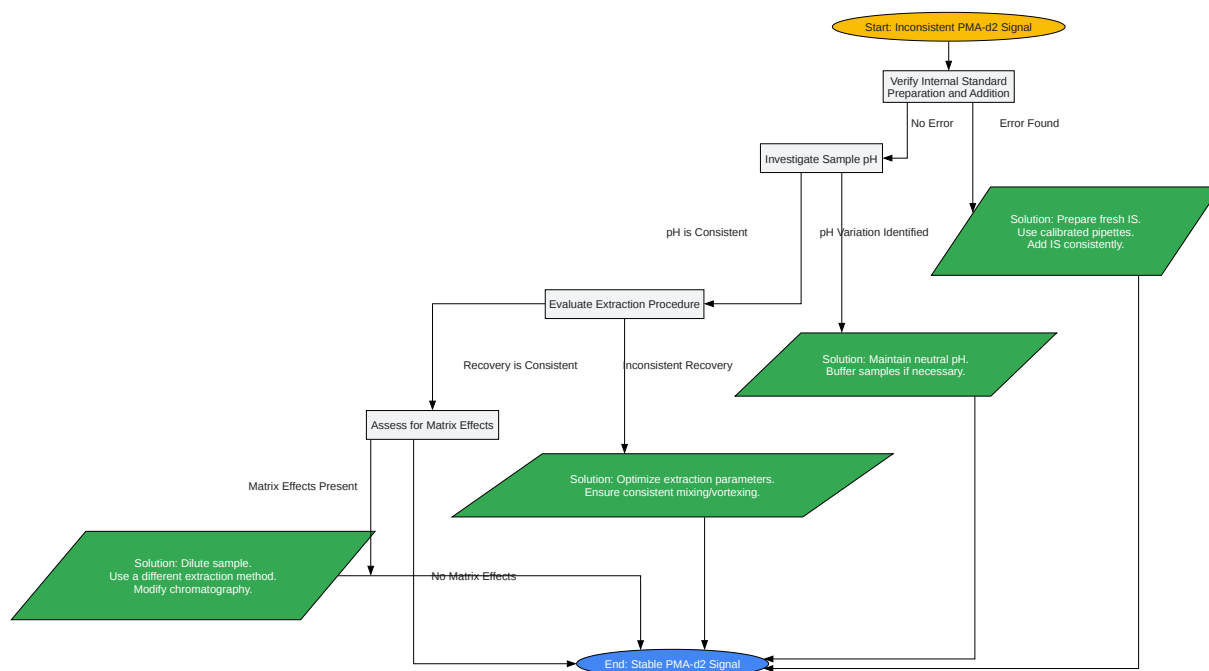 Start: Inconsistent PMA-d2 Signal
Verify Internal Standard
Preparation and Addition
No Error
Error Found
Investigate Sample pH
Solution: Prepare fresh IS.
Use calibrated pipettes.
Add IS consistently.
pH is Consistent
pH Variation Identified
Evaluate Extraction Procedure
Solution: Maintain neutral pH.
Buffer samples if necessary.
Recovery is Consistent
Inconsistent Recovery
Assess for Matrix Effects
Solution: Optimize extraction parameters.
Ensure consistent mixing/vortexing.
Matrix Effects Present
Solution: Dilute sample.
Use a different extraction method.
Modify chromatography.
No Matrix Effects
End: Stable PMA-d2 Signal